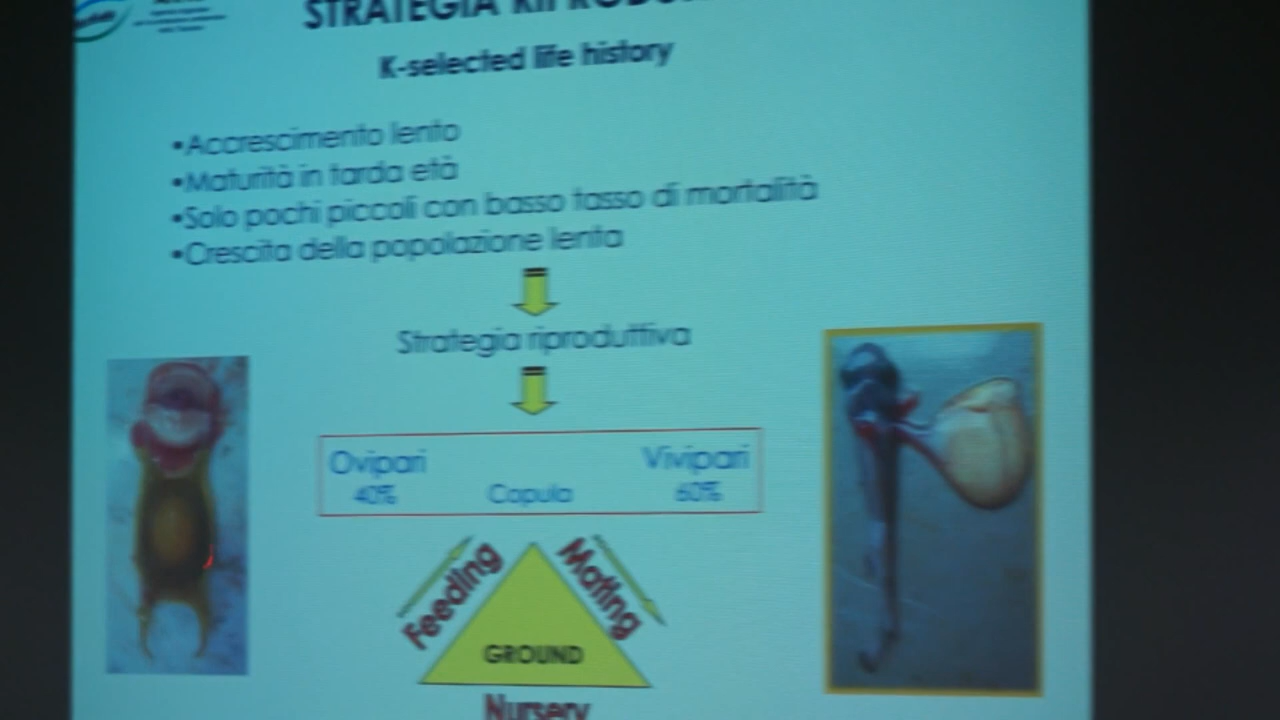 STRATEGIA
K-selected life history
•Accrescimento lento
•Maturità in tarda età
•Solo pochi piccoli con basso tasso di mortalità
•Crescita della popolazione lenta
Strategia riproduttiva
Ovipari
Vivipari
40%
Copula
60%
Feeding
Mating
GROUND
Nursery